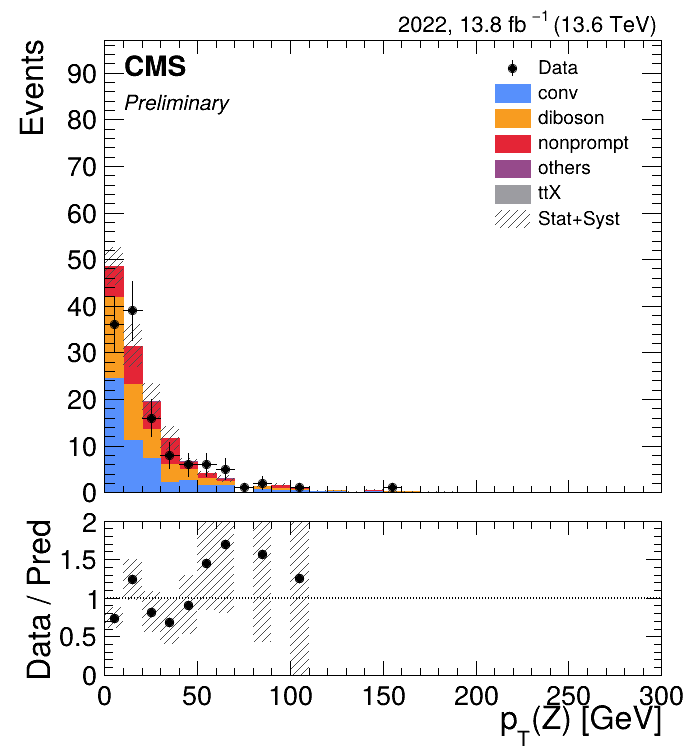 2022, 13.8 fb⁻¹ (13.6 TeV)
Events
CMS
Preliminary
Data
conv
diboson
nonprompt
others
ttX
Stat+Syst
90
80
70
60
50
40
30
20
10
0
Data / Pred
2
1.5
1
0.5
0
0 50 100 150 200 250 300
p_T(Z) [GeV]